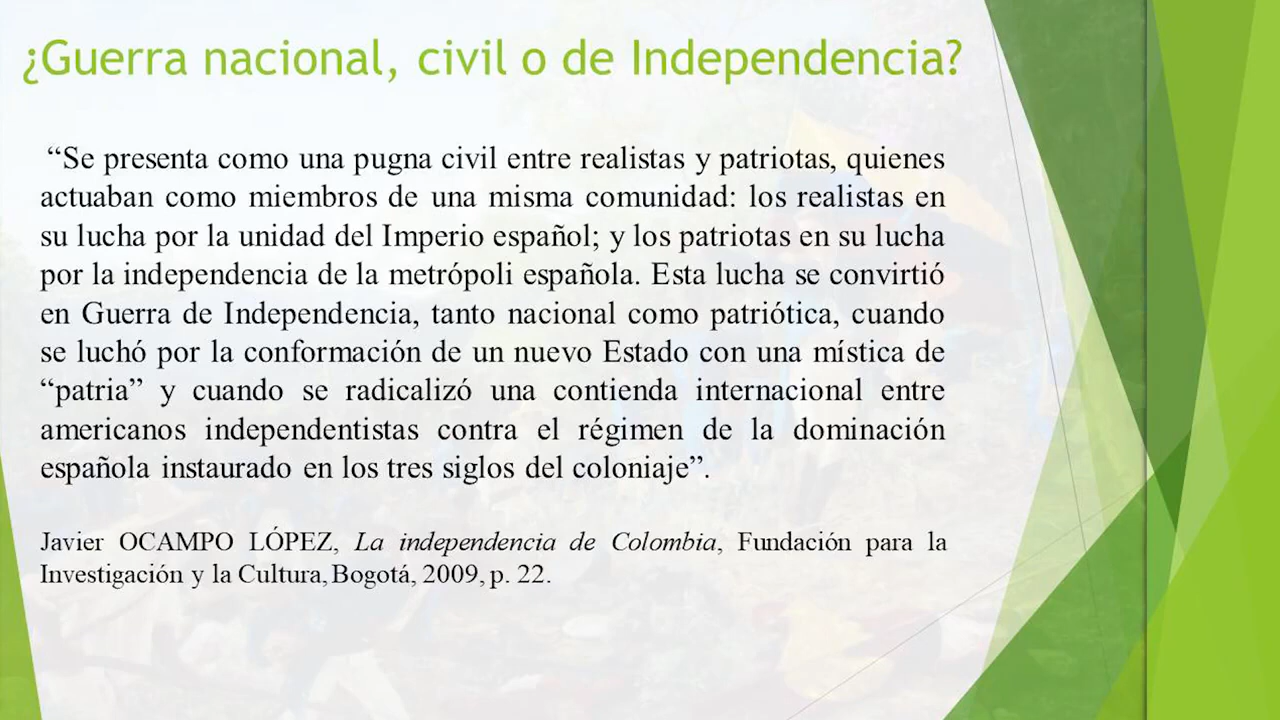 ¿Guerra nacional, civil o de Independencia?
“Se presenta como una pugna civil entre realistas y patriotas, quienes
actuaban como miembros de una misma comunidad: los realistas en
su lucha por la unidad del Imperio español; y los patriotas en su lucha
por la independencia de la metrópoli española. Esta lucha se convirtió
en Guerra de Independencia, tanto nacional como patriótica, cuando
se luchó por la conformación de un nuevo Estado con una mística de
“patria” y cuando se radicalizó una contienda internacional entre
americanos independentistas contra el régimen de la dominación
española instaurado en los tres siglos del coloniaje”.
Javier OCAMPO LÓPEZ, La independencia de Colombia, Fundación para la
Investigación y la Cultura, Bogotá, 2009, p. 22.